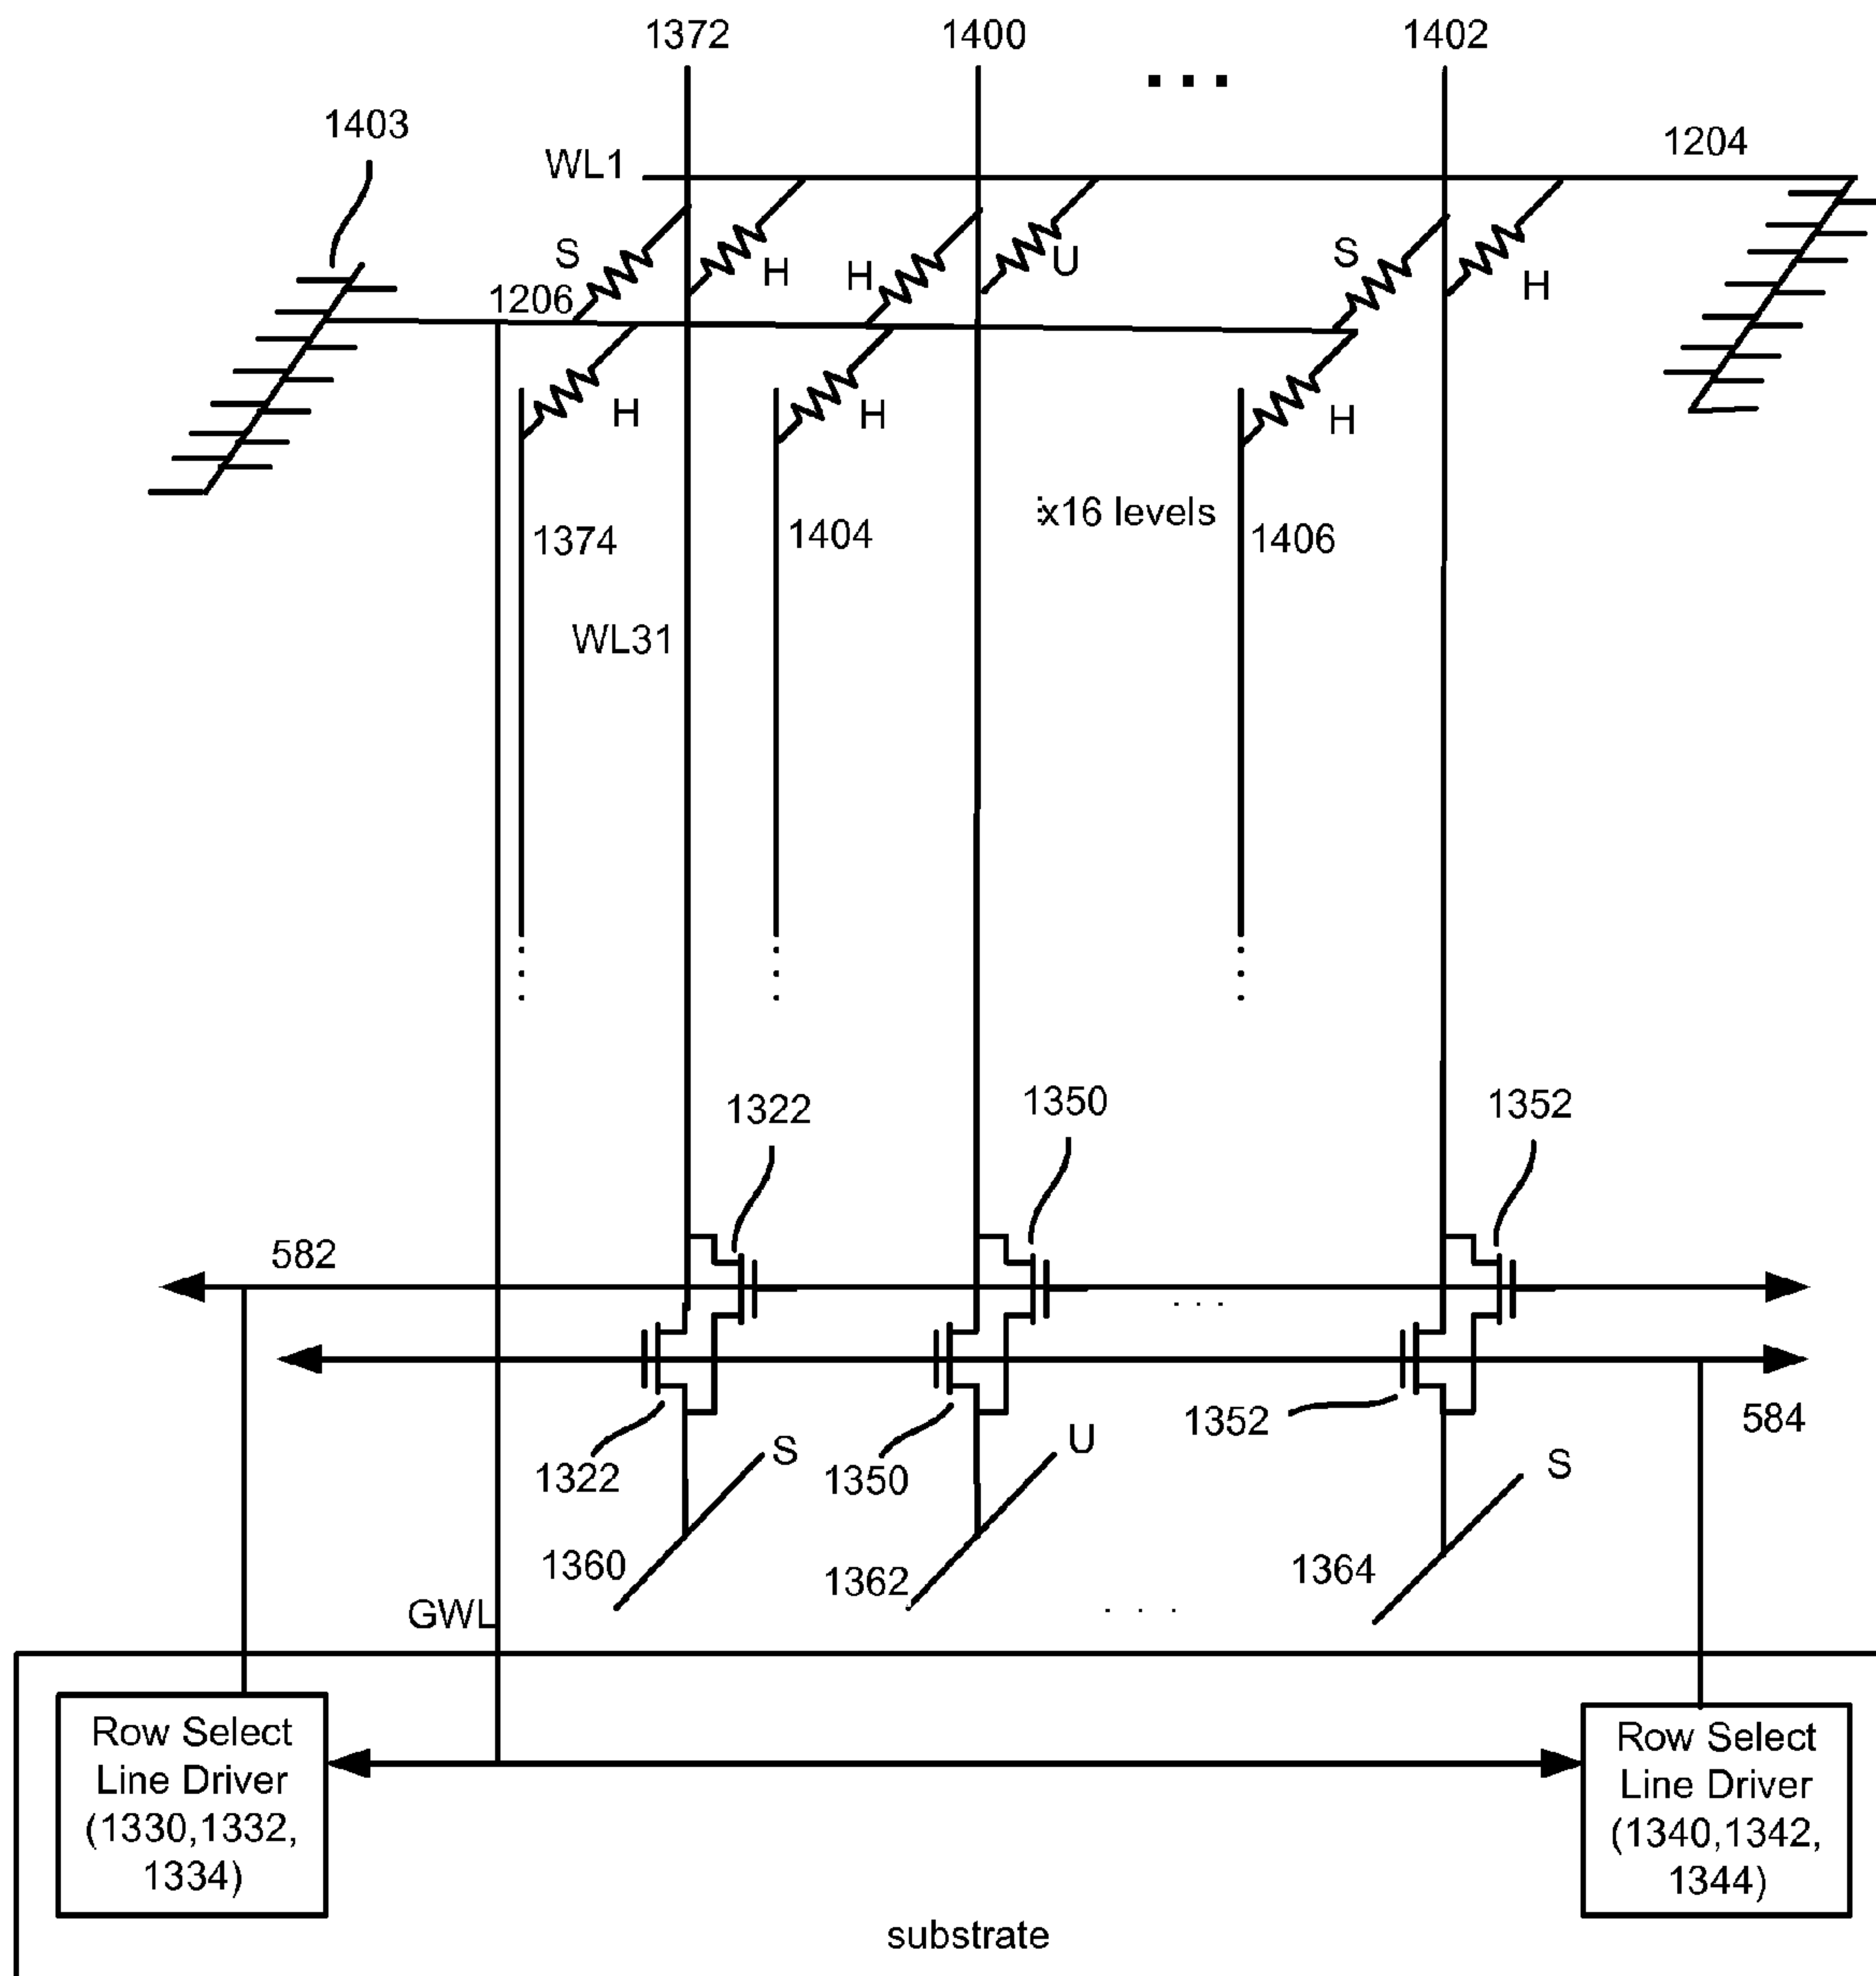 1372
1400
1402
. . .
1403
WL1
1204
S
H
H
U
S
H
1206
H
H
H
1374
1404
x16 levels
1406
WL31
1322
1350
1352
582
. . .
584
1322
S
1350
U
1352
S
1360
1362
1364
GWL
. . .
Row Select
Line Driver
(1330,1332,
1334)
Row Select
Line Driver
(1340,1342,
1344)
substrate